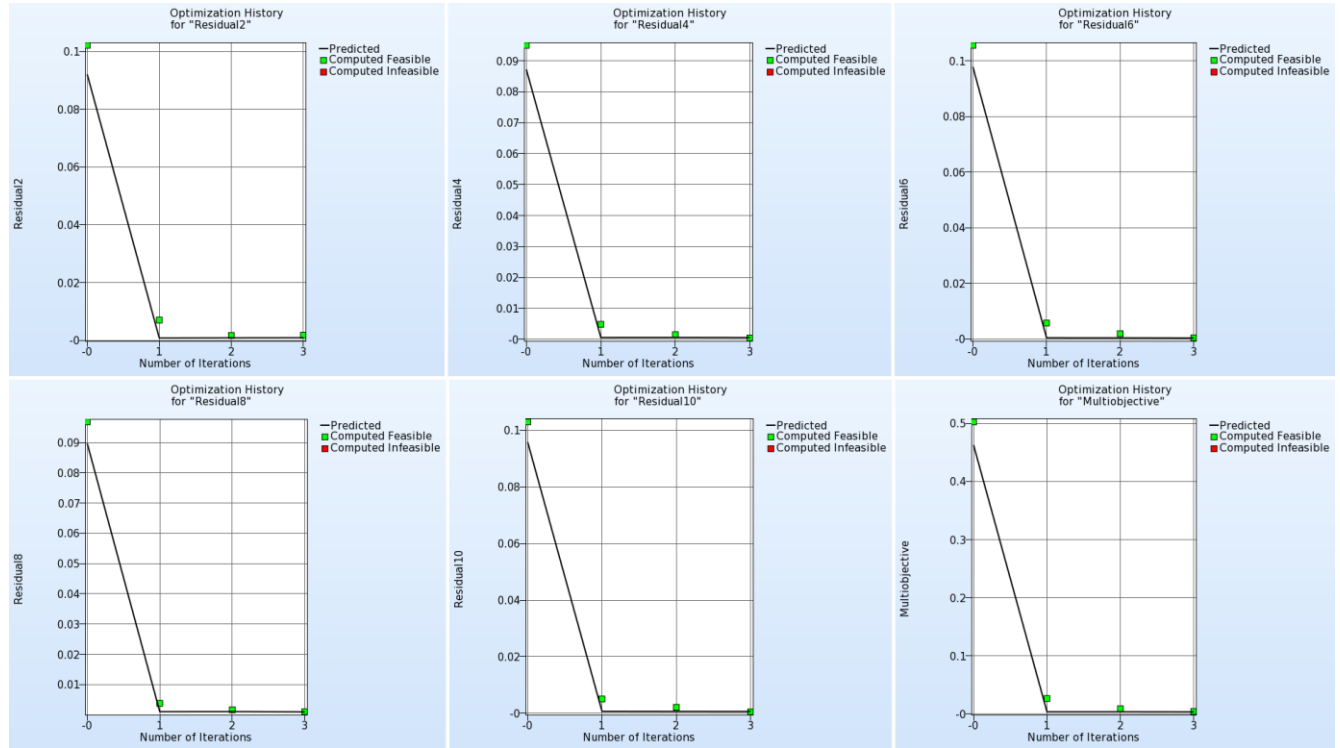 Optimization History
for "Residual2"
Predicted
Computed Feasible
Computed Infeasible
0.1
0.08
0.06
0.04
0.02
-0
Residual2
-0 1 2 3
Number of Iterations
Optimization History
for "Residual4"
Predicted
Computed Feasible
Computed Infeasible
0.09
0.08
0.07
0.06
0.05
0.04
0.03
0.02
0.01
-0
Residual4
-0 1 2 3
Number of Iterations
Optimization History
for "Residual6"
Predicted
Computed Feasible
Computed Infeasible
0.1
0.08
0.06
0.04
0.02
-0
Residual6
-0 1 2 3
Number of Iterations
Optimization History
for "Residual8"
Predicted
Computed Feasible
Computed Infeasible
0.09
0.08
0.07
0.06
0.05
0.04
0.03
0.02
0.01
Residual8
-0 1 2 3
Number of Iterations
Optimization History
for "Residual10"
Predicted
Computed Feasible
Computed Infeasible
0.1
0.08
0.06
0.04
0.02
-0
Residual10
-0 1 2 3
Number of Iterations
Optimization History
for "Multiobjective"
Predicted
Computed Feasible
Computed Infeasible
0.5
0.4
0.3
0.2
0.1
-0
Multiobjective
-0 1 2 3
Number of Iterations